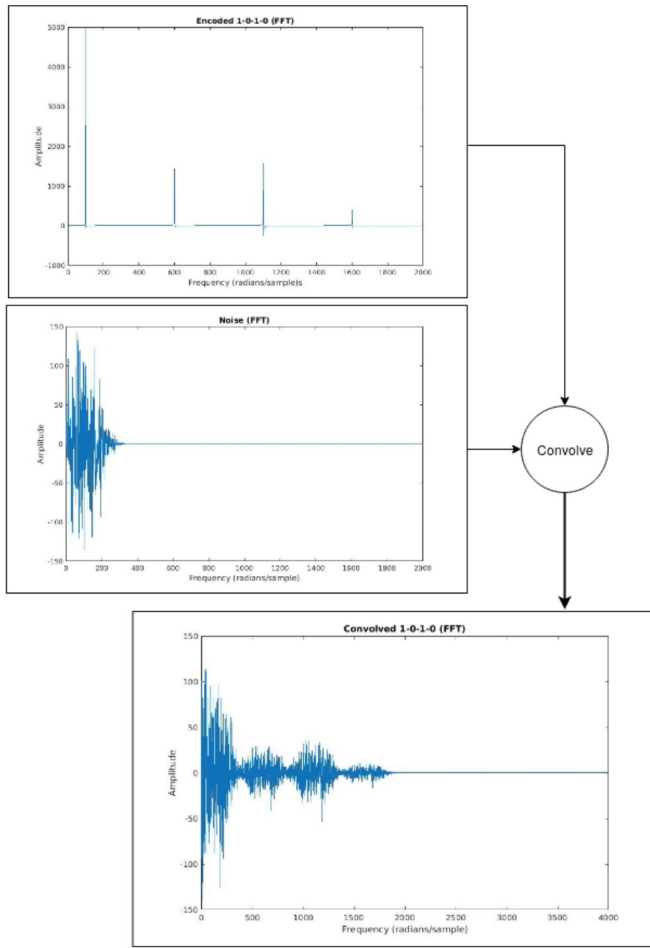 Encoded 1-0-1-0 (FFT)
5000
4000
3000
2000
1000
0
-1000
Amplitude
0 200 400 600 800 1000 1200 1400 1600 1800 2000
Frequency (radians/sample)s
Noise (FFT)
150
100
50
0
-50
-100
-150
Amplitude
0 200 400 600 800 1000 1200 1400 1600 1800 2000
Frequency (radians/sample)
Convolve
Convolved 1-0-1-0 (FFT)
150
100
50
0
-50
-100
-150
Amplitude
0 500 1000 1500 2000 2500 3000 3500 4000
Frequency (radians/sample)